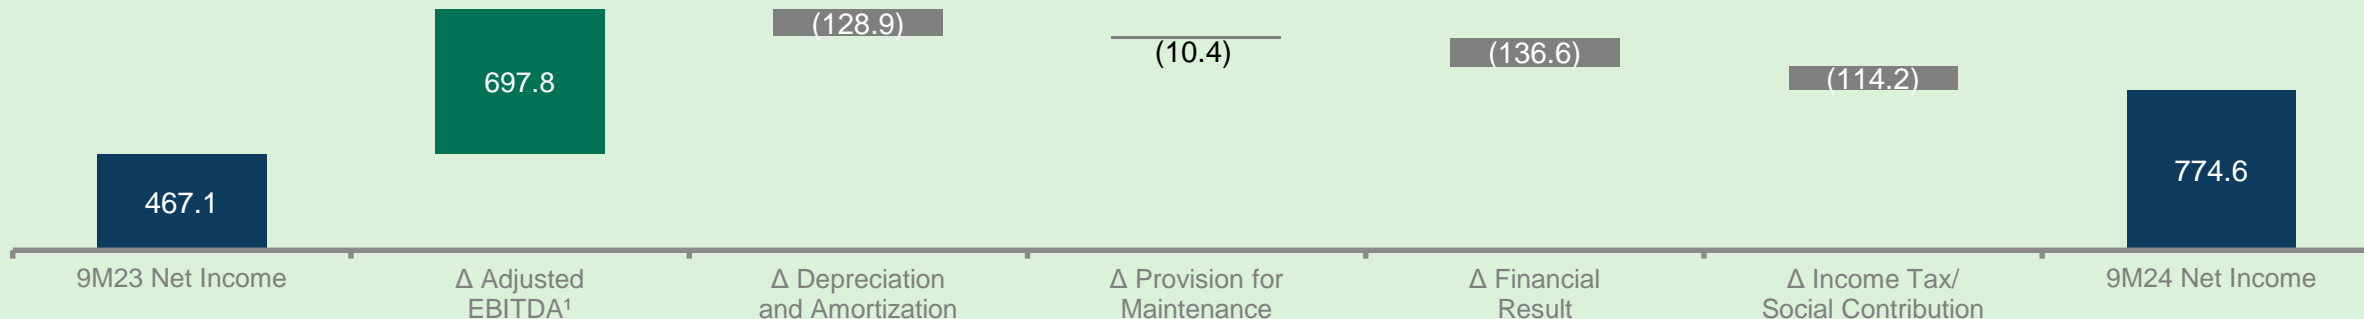 (128.9)
(10.4)
(136.6)
697.8
(114.2)
774.6
467.1
9M23 Net Income
Δ Adjusted
EBITDA¹
Δ Depreciation
and Amortization
Δ Provision for
Maintenance
Δ Financial
Result
Δ Income Tax/
Social Contribution
9M24 Net Income